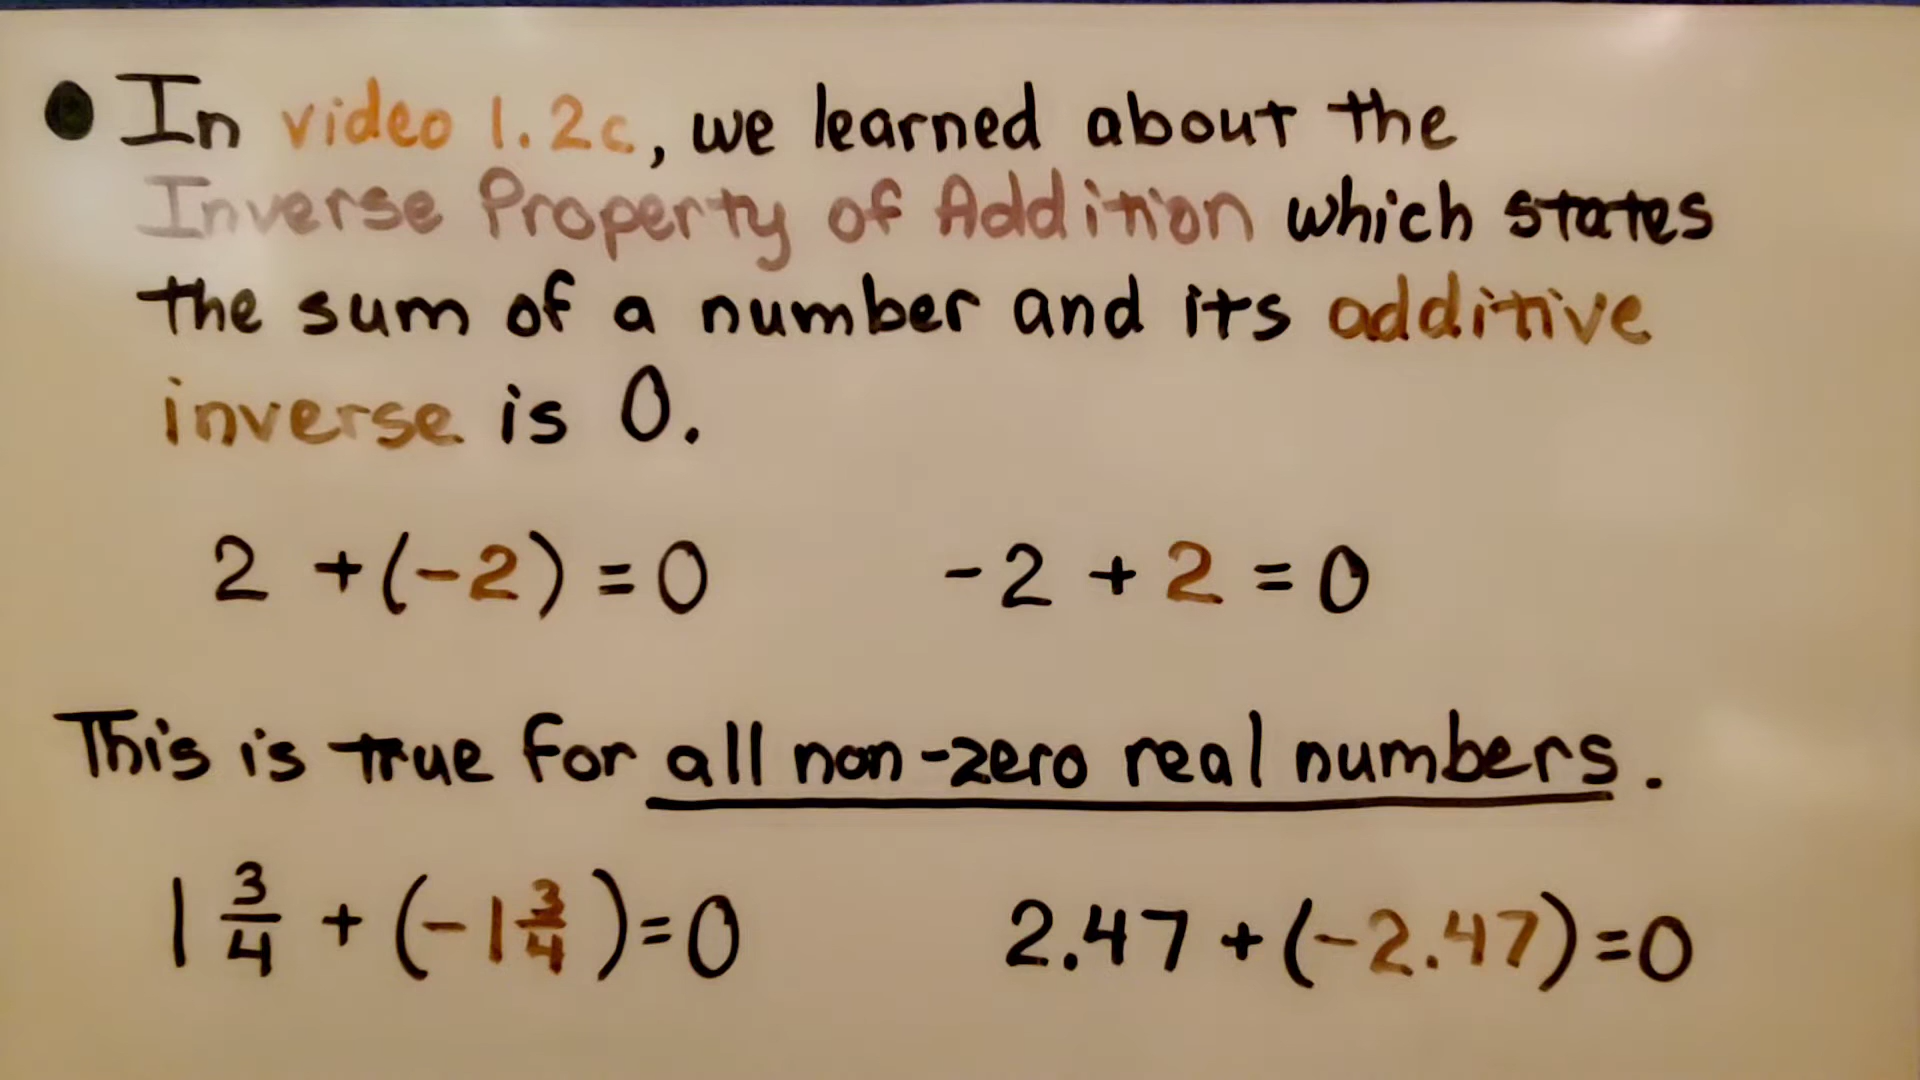 ● In video 1.2c, we learned about the
Inverse Property of Addition which states
the sum of a number and its additive
inverse is 0.
2 + (-2) = 0    -2 + 2 = 0
This is true for all non-zero real numbers.
1 3/4 + (-1 3/4) = 0    2.47 + (-2.47) = 0